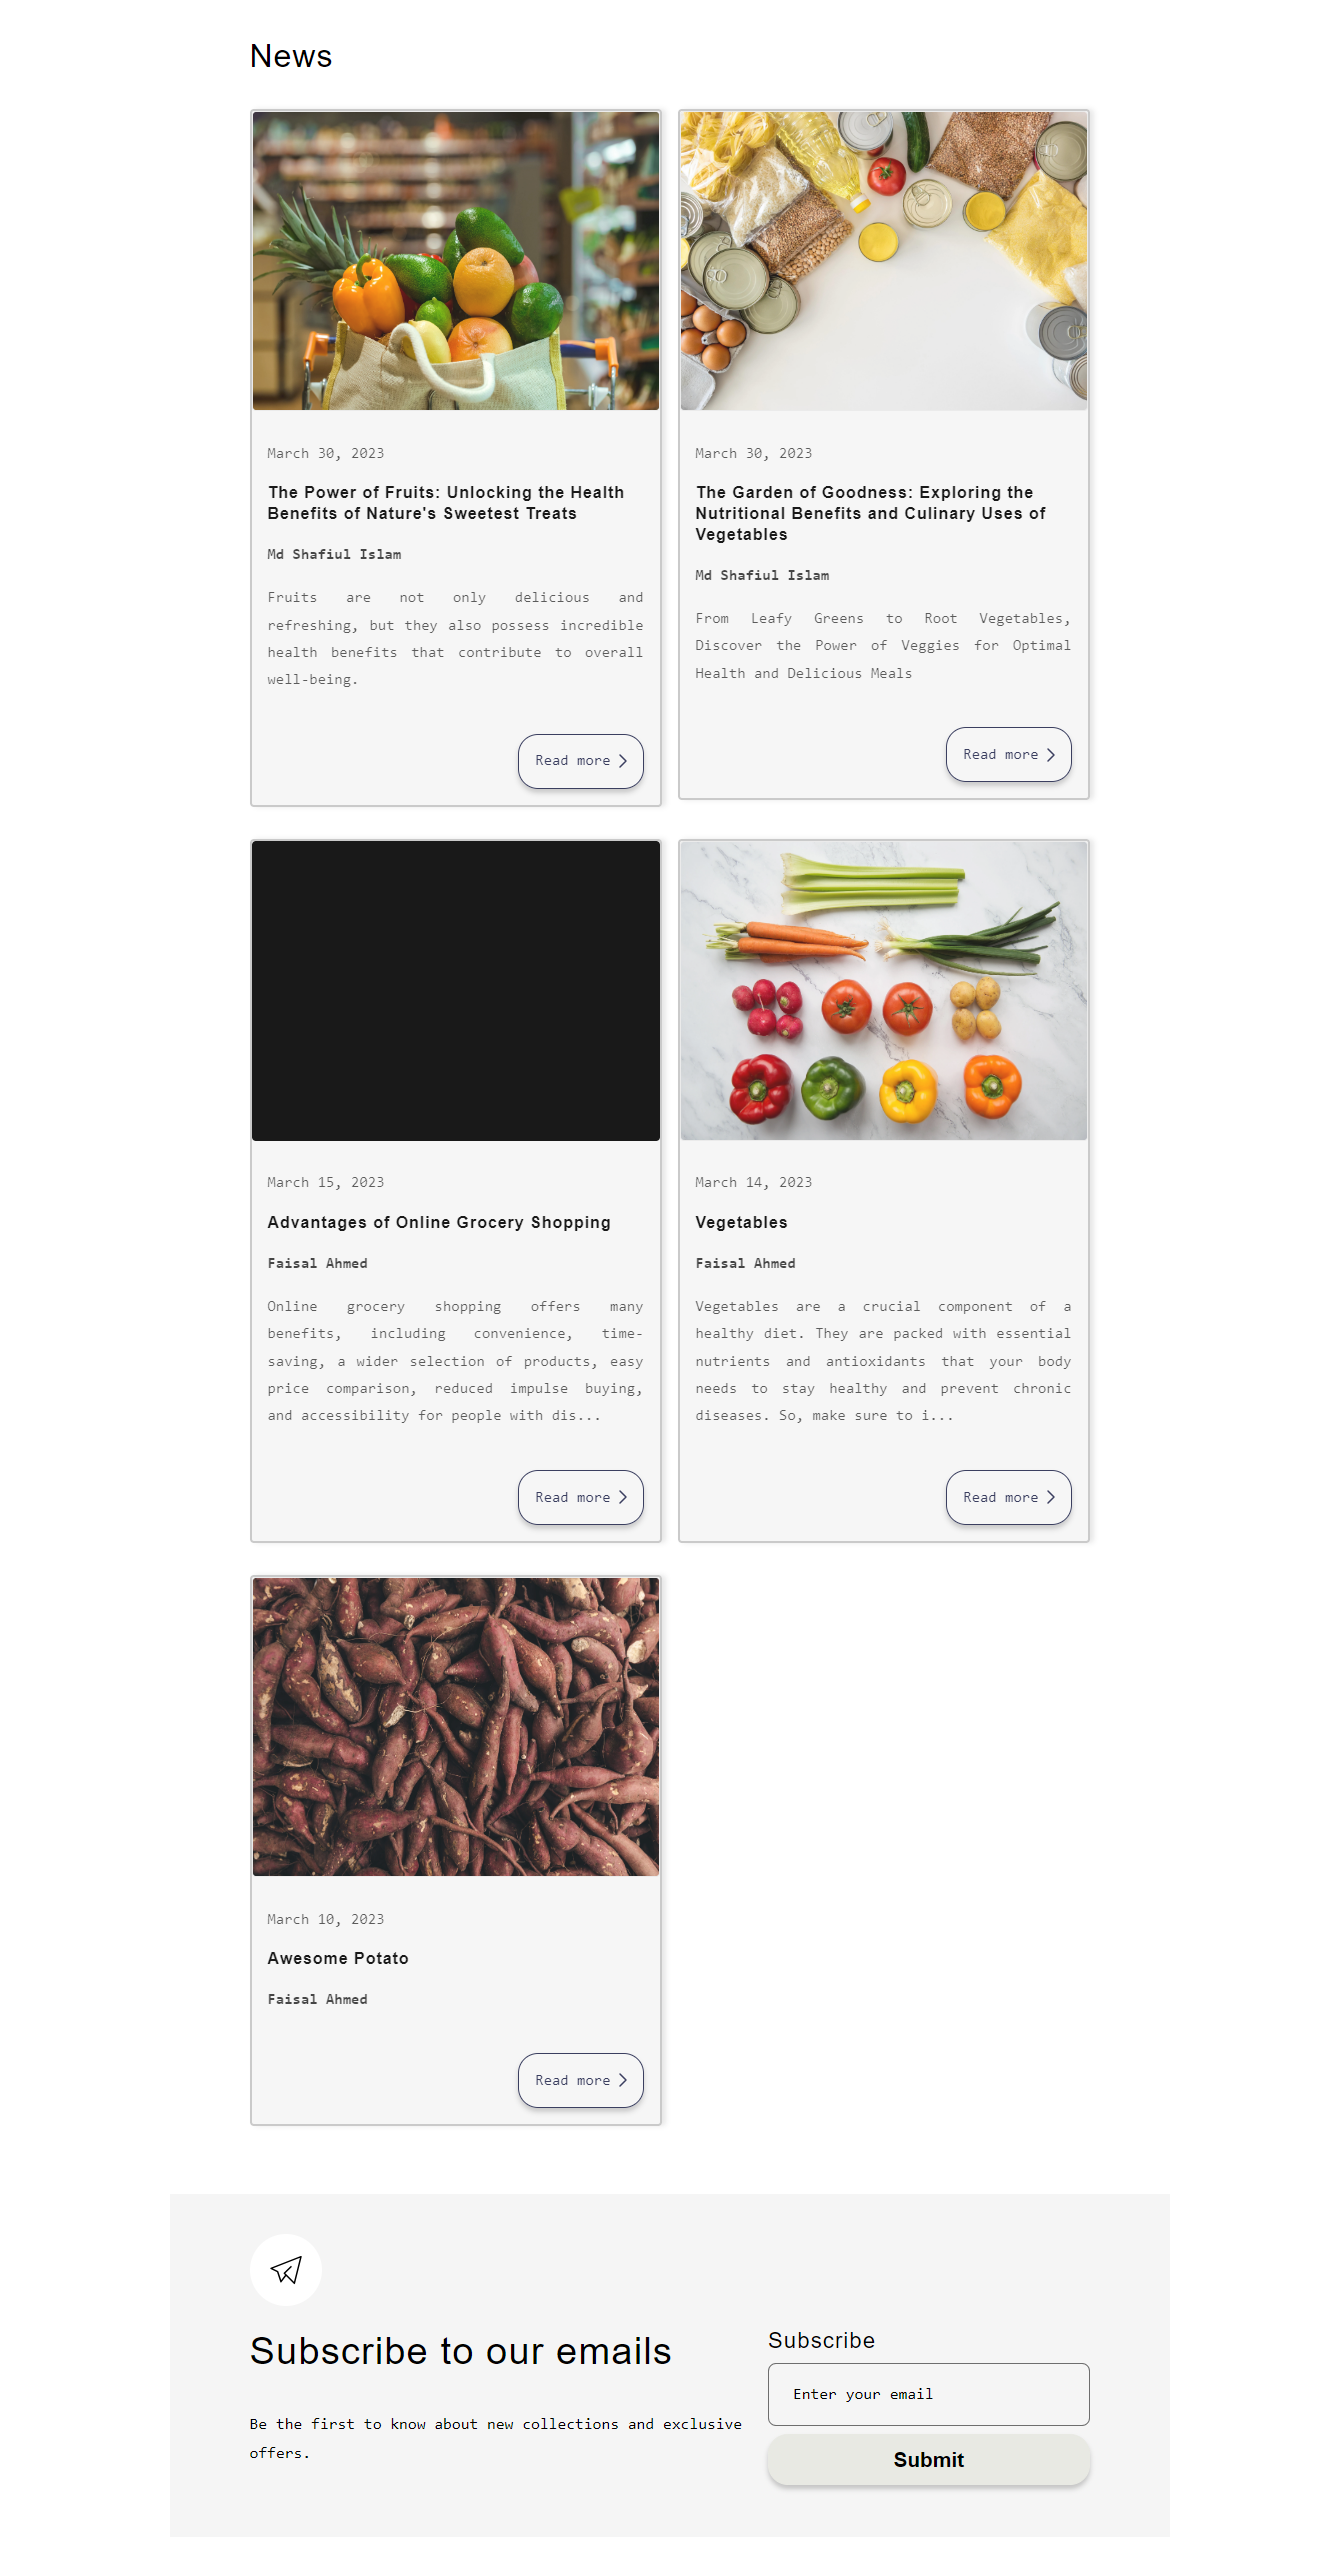 News
March 30, 2023
The Power of Fruits: Unlocking the Health
Benefits of Nature's Sweetest Treats
Md Shafiul Islam
Fruits are not only delicious and
refreshing, but they also possess incredible
health benefits that contribute to overall
well-being.
Read more
March 30, 2023
The Garden of Goodness: Exploring the
Nutritional Benefits and Culinary Uses of
Vegetables
Md Shafiul Islam
From Leafy Greens to Root Vegetables,
Discover the Power of Veggies for Optimal
Health and Delicious Meals
Read more
March 15, 2023
Advantages of Online Grocery Shopping
Faisal Ahmed
Online grocery shopping offers many
benefits, including convenience, time-
saving, a wider selection of products, easy
price comparison, reduced impulse buying,
and accessibility for people with dis...
Read more
March 14, 2023
Vegetables
Faisal Ahmed
Vegetables are a crucial component of a
healthy diet. They are packed with essential
nutrients and antioxidants that your body
needs to stay healthy and prevent chronic
diseases. So, make sure to i...
Read more
March 10, 2023
Awesome Potato
Faisal Ahmed
Read more
Subscribe to our emails
Be the first to know about new collections and exclusive
offers.
Subscribe
Enter your email
Submit